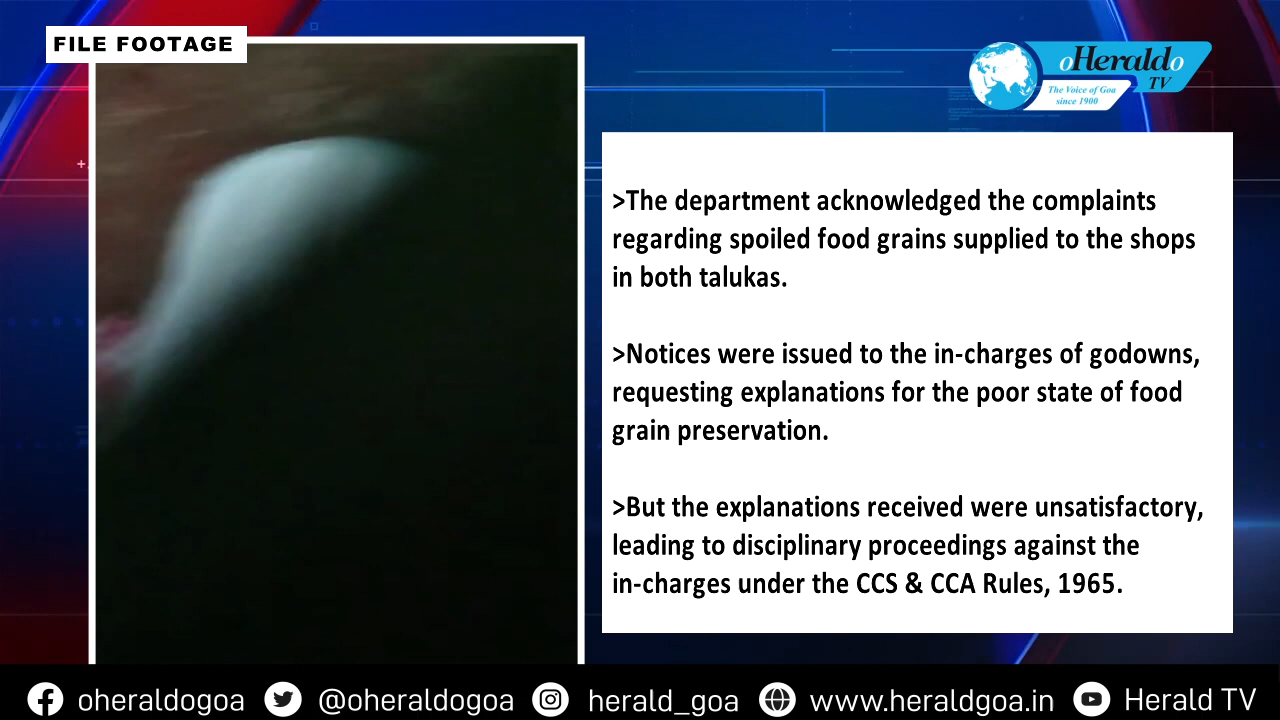 FILE FOOTAGE
oHeraldo
TV
The Voice of Goa
since 1900
>The department acknowledged the complaints
regarding spoiled food grains supplied to the shops
in both talukas.
>Notices were issued to the in-charges of godowns,
requesting explanations for the poor state of food
grain preservation.
>But the explanations received were unsatisfactory,
leading to disciplinary proceedings against the
in-charges under the CCS & CCA Rules, 1965.
oheraldogoa @oheraldogoa herald_goa www.heraldgoa.in Herald TV